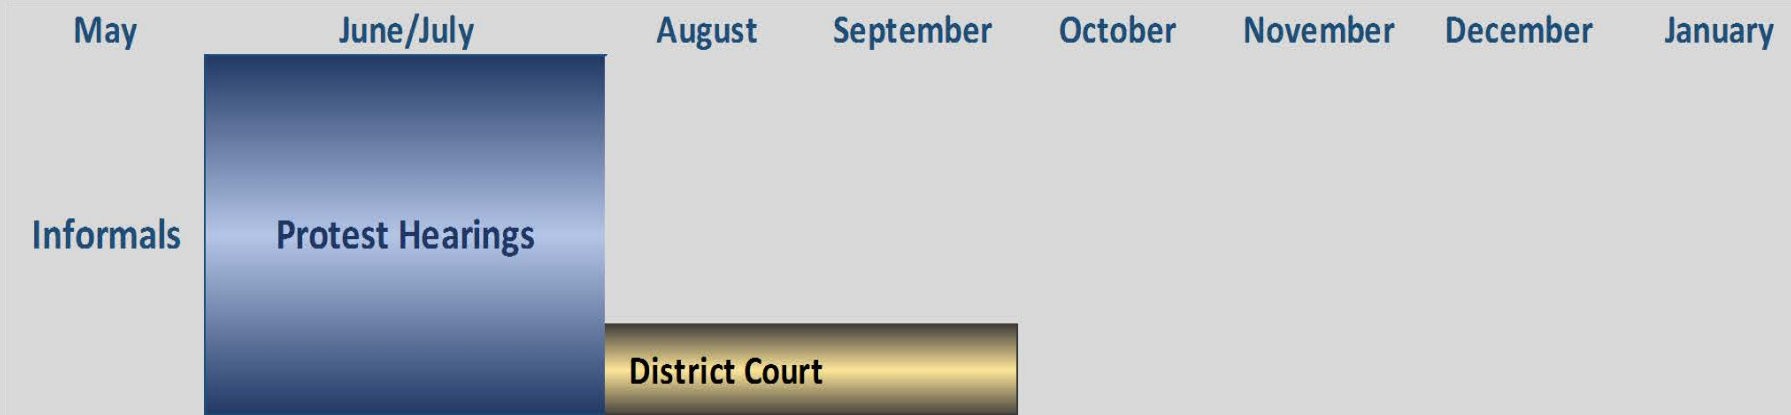 May June/July August September October November December January
Informals Protest Hearings
District Court